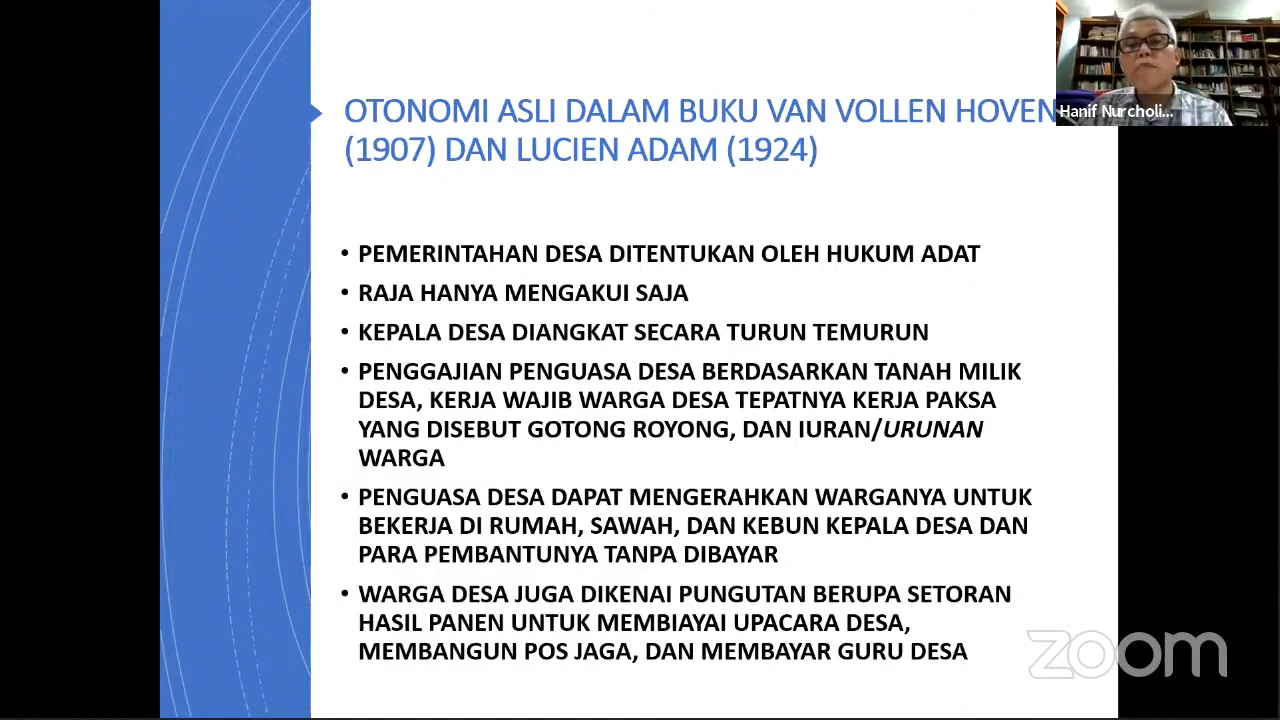 OTONOMI ASLI DALAM BUKU VAN VOLLEN HOVEN
(1907) DAN LUCIEN ADAM (1924)
Hanif Nurcholi...
• PEMERINTAHAN DESA DITENTUKAN OLEH HUKUM ADAT
• RAJA HANYA MENGAKUI SAJA
• KEPALA DESA DIANGKAT SECARA TURUN TEMURUN
• PENGGAJIAN PENGUASA DESA BERDASARKAN TANAH MILIK
DESA, KERJA WAJIB WARGA DESA TEPATNYA KERJA PAKSA
YANG DISEBUT GOTONG ROYONG, DAN IURAN/URUNAN
WARGA
• PENGUASA DESA DAPAT MENGERAHKAN WARGANYA UNTUK
BEKERJA DI RUMAH, SAWAH, DAN KEBUN KEPALA DESA DAN
PARA PEMBANTUNYA TANPA DIBAYAR
• WARGA DESA JUGA DIKENAI PUNGUTAN BERUPA SETORAN
HASIL PANEN UNTUK MEMBIAYAI UPACARA DESA,
MEMBANGUN POS JAGA, DAN MEMBAYAR GURU DESA
zoom